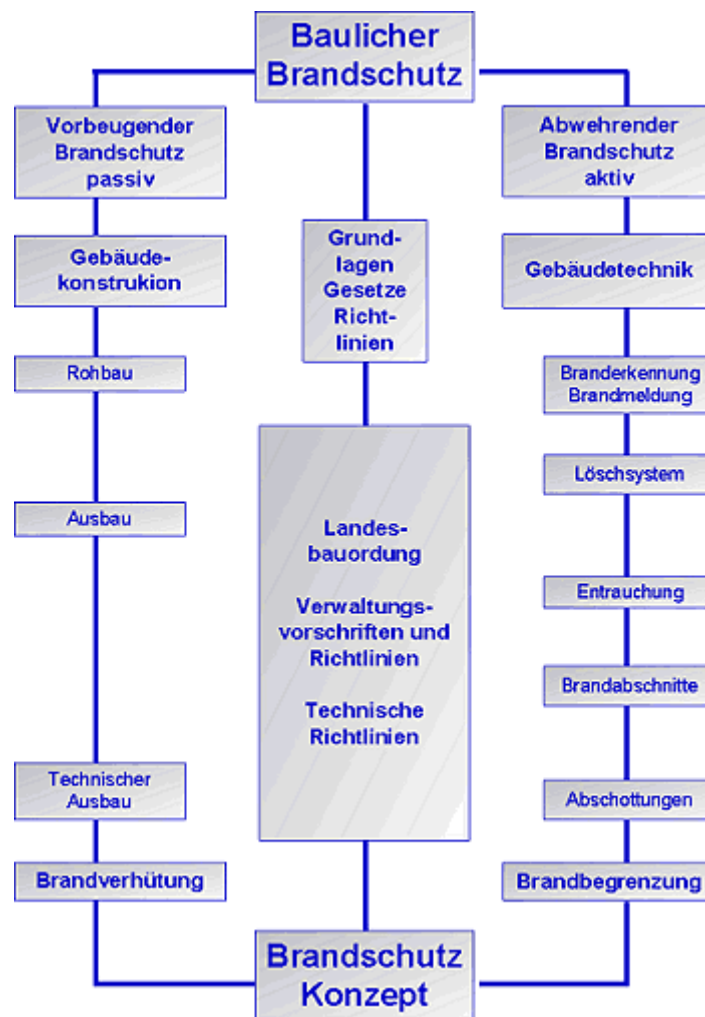 Baulicher
Brandschutz
Vorbeugender
Brandschutz
passiv
Gebäude-
konstrukion
Rohbau
Ausbau
Technischer
Ausbau
Brandverhütung
Grund-
lagen
Gesetze
Richt-
linien
Landes-
bauordung
Verwaltungs-
vorschriften und
Richtlinien
Technische
Richtlinien
Abwehrender
Brandschutz
aktiv
Gebäudetechnik
Branderkennung
Brandmeldung
Löschsystem
Entrauchung
Brandabschnitte
Abschottungen
Brandbegrenzung
Brandschutz
Konzept